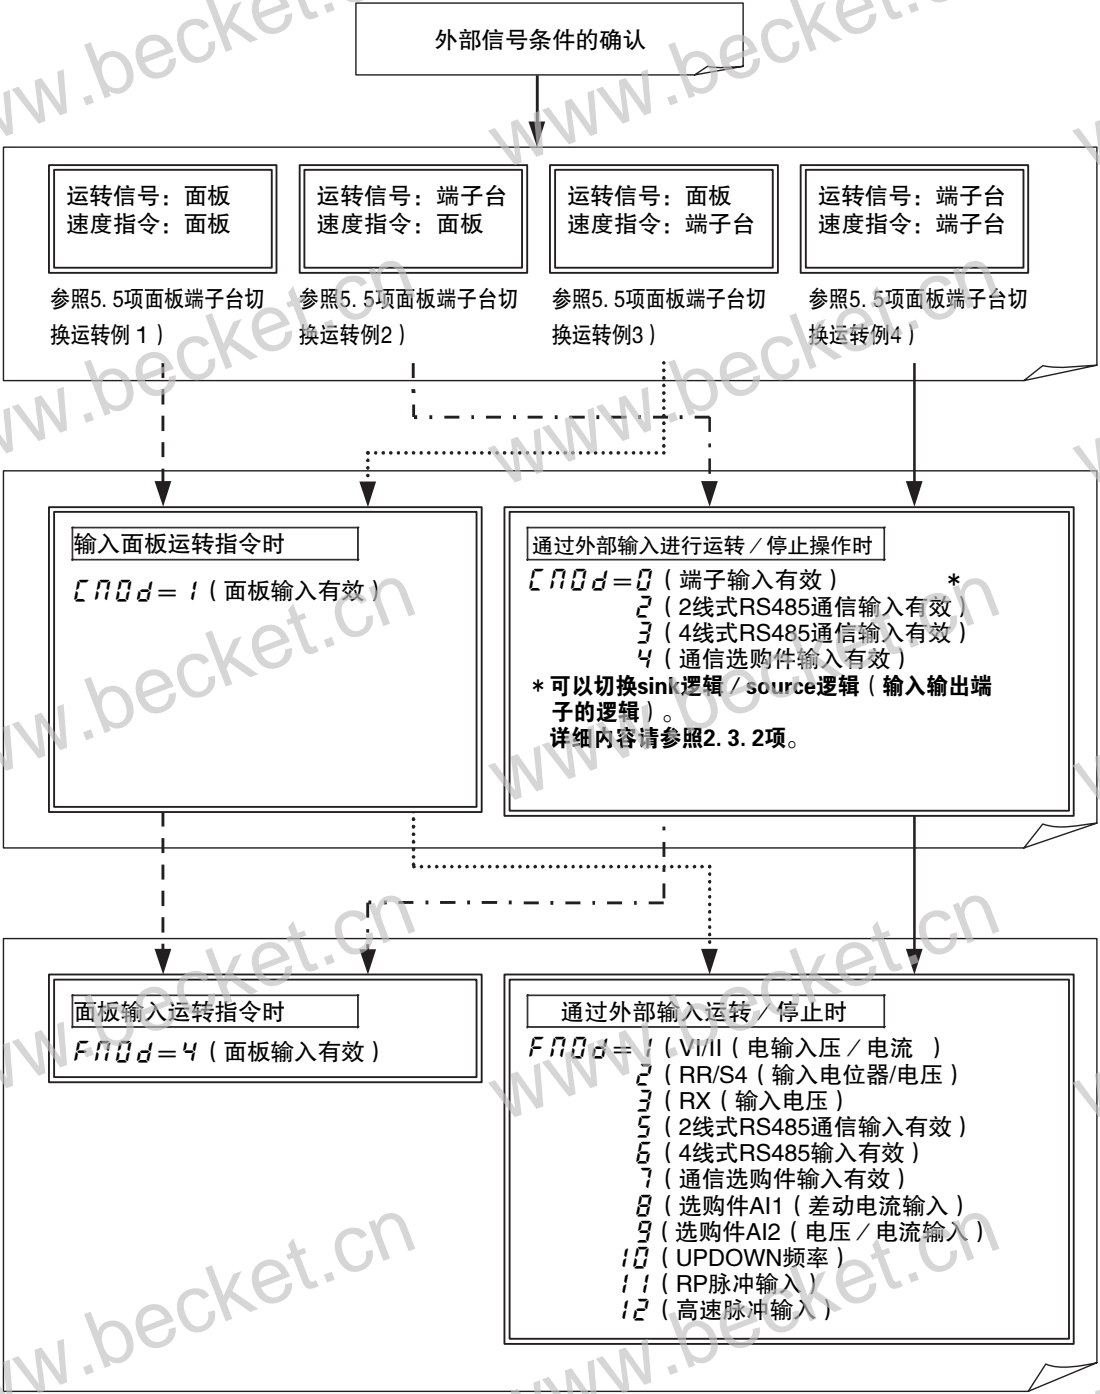 外部信号条件的确认
运转信号：面板
速度指令：面板
运转信号：端子台
速度指令：面板
运转信号：面板
速度指令：端子台
运转信号：端子台
速度指令：端子台
参照5. 5项面板端子台切
换运转例 1 )
参照5. 5项面板端子台切
换运转例2 )
参照5. 5项面板端子台切
换运转例3 )
参照5. 5项面板端子台切
换运转例4 )
输入面板运转指令时
CMOd = 1 ( 面板输入有效 )
通过外部输入进行运转 / 停止操作时
CMOd = 0 ( 端子输入有效 ) *
2 ( 2线式RS485通信输入有效 )
3 ( 4线式RS485通信输入有效 )
4 ( 通信选购件输入有效 )
* 可以切换sink逻辑 / source逻辑 ( 输入输出端
子的逻辑 ) 。
详细内容请参照2. 3. 2项。
面板输入运转指令时
FMOd = 4 ( 面板输入有效 )
通过外部输入运转 / 停止时
FMOd = 1 ( VI/II ( 电输入压 / 电流 )
2 ( RR/S4 ( 输入电位器/电压 )
3 ( RX ( 输入电压 )
5 ( 2线式RS485通信输入有效 )
6 ( 4线式RS485输入有效 )
7 ( 通信选购件输入有效 )
8 ( 选购件AI1 ( 差动电流输入 )
9 ( 选购件AI2 ( 电压 / 电流输入 )
10 ( UPDOWN频率 )
11 ( RP脉冲输入 )
12 ( 高速脉冲输入 )
www.becket.cn